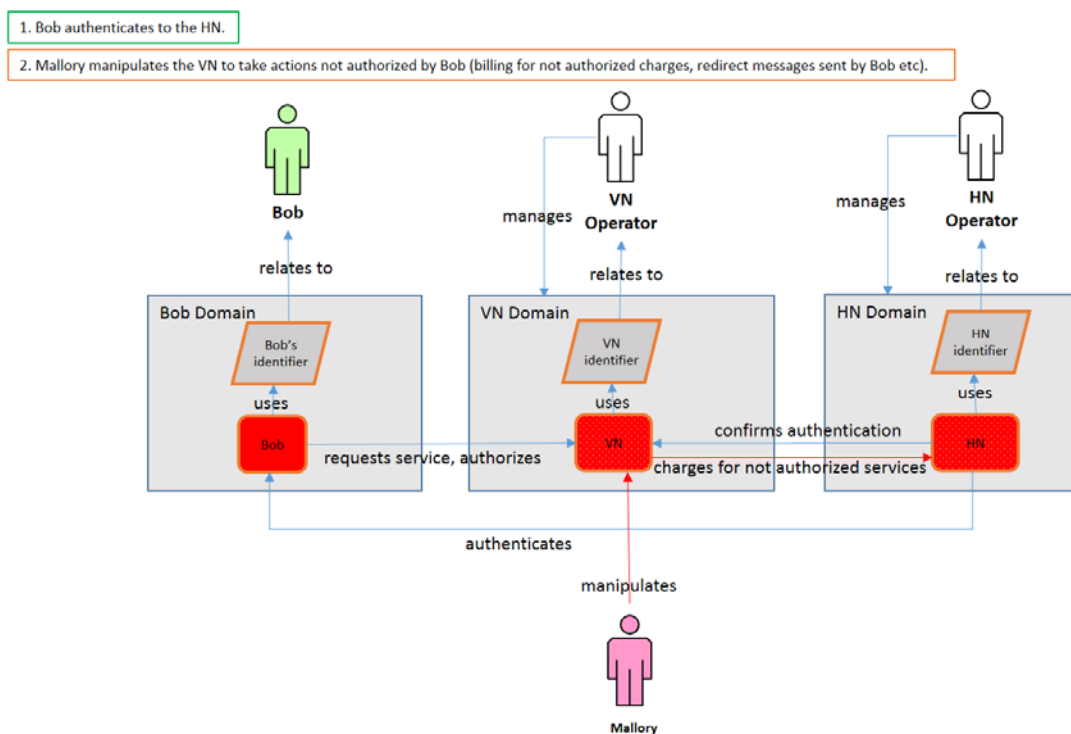 1. Bob authenticates to the HN.
2. Mallory manipulates the VN to take actions not authorized by Bob (billing for not authorized charges, redirect messages sent by Bob etc).
Bob
VN
Operator
HN
Operator
manages
manages
relates to
relates to
relates to
Bob Domain
VN Domain
HN Domain
Bob's
identifier
VN
identifier
HN
identifier
uses
uses
uses
Bob
VN
HN
confirms authentication
requests service, authorizes
charges for not authorized services
authenticates
manipulates
Mallory